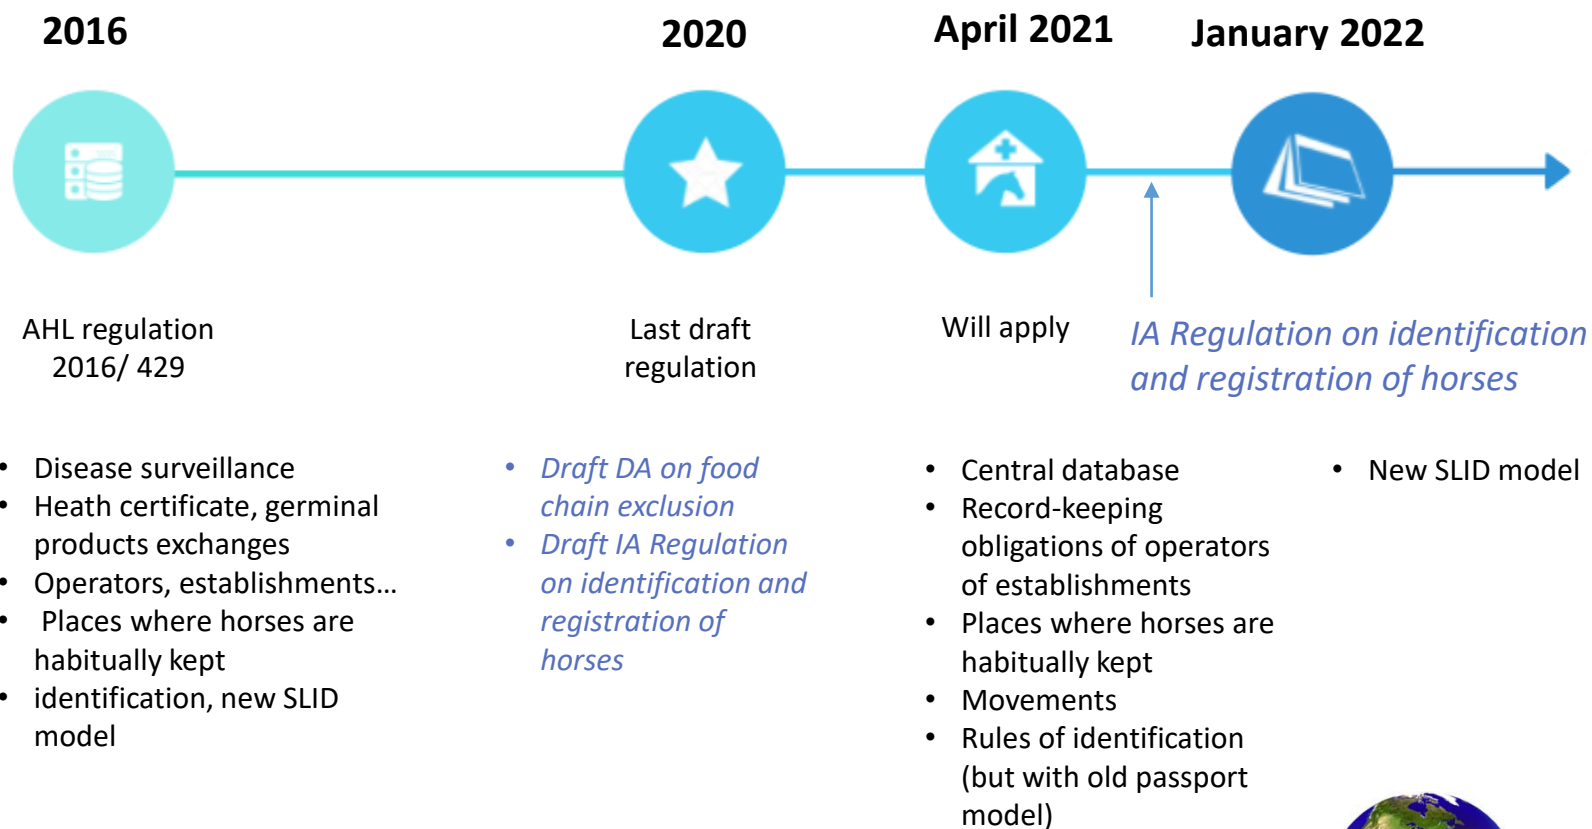 2016
2020
April 2021
January 2022
AHL regulation
2016/ 429
Last draft
regulation
Will apply
IA Regulation on identification
and registration of horses
• Disease surveillance
• Heath certificate, germinal
products exchanges
• Operators, establishments…
• Places where horses are
habitually kept
• identification, new SLID
model
• Draft DA on food
chain exclusion
• Draft IA Regulation
on identification and
registration of
horses
• Central database
• Record-keeping
obligations of operators
of establishments
• Places where horses are
habitually kept
• Movements
• Rules of identification
(but with old passport
model)
• New SLID model